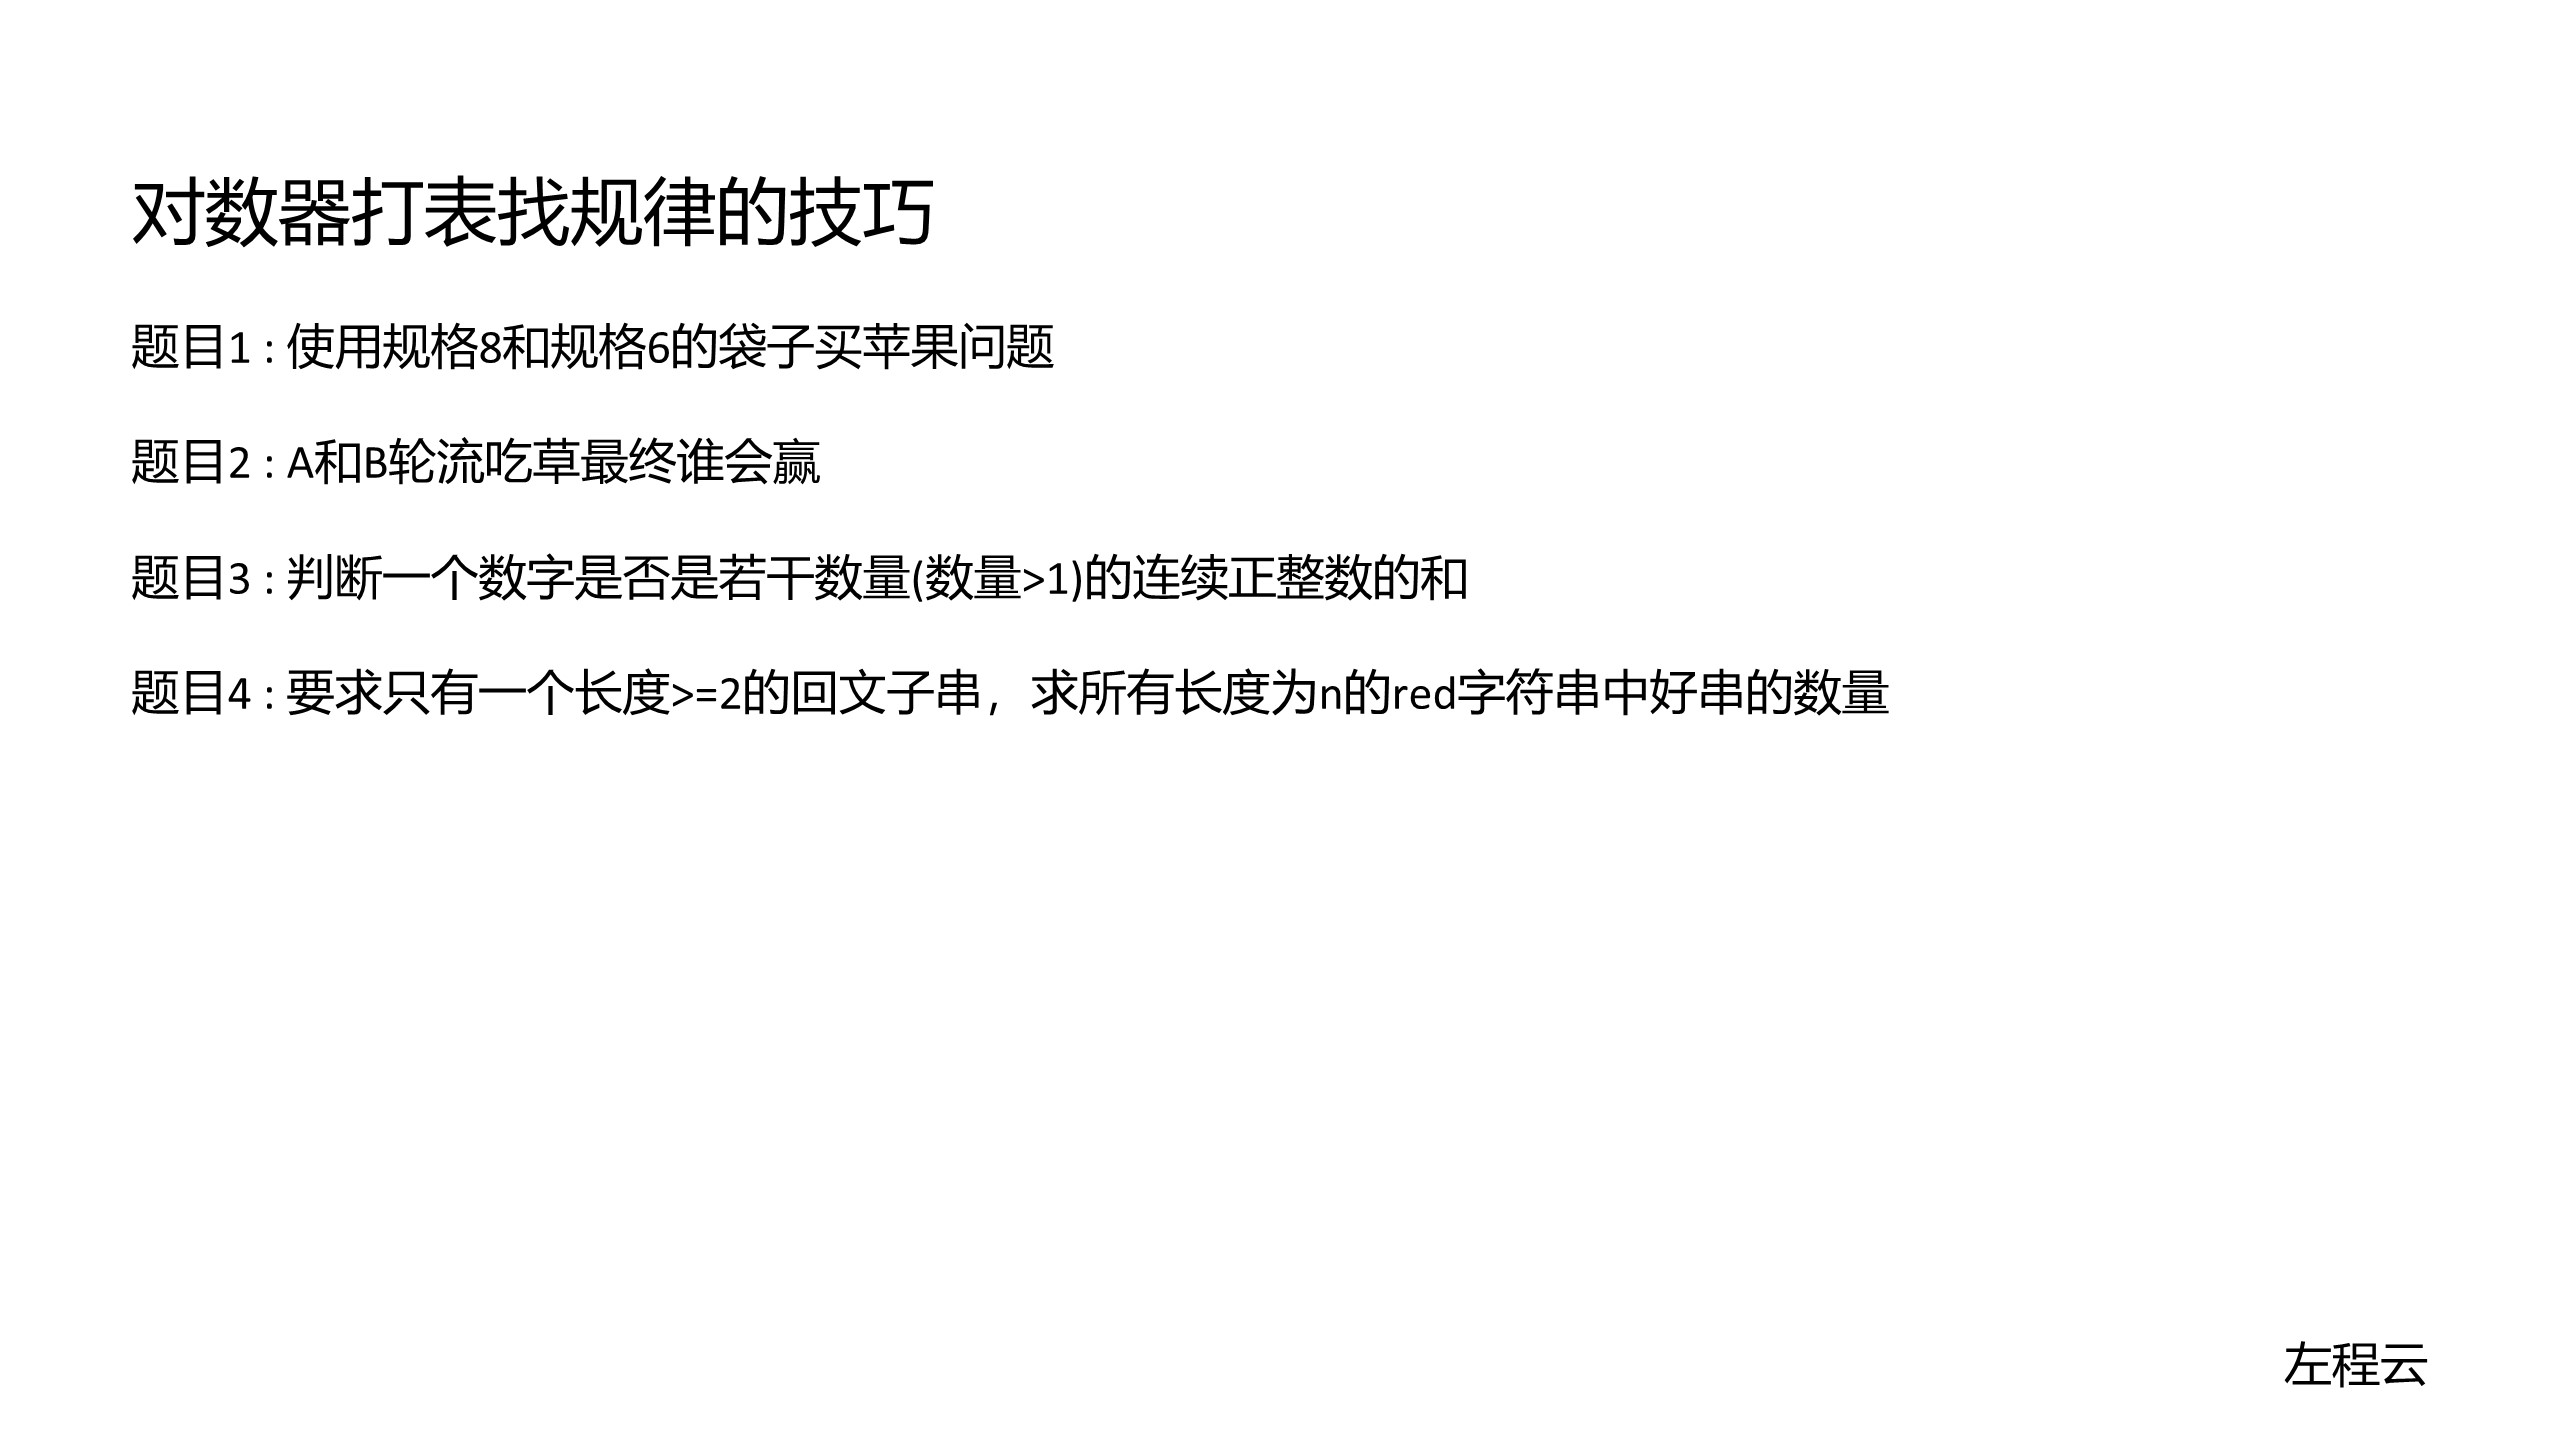 对数器打表找规律的技巧
题目1 : 使用规格8和规格6的袋子买苹果问题
题目2 : A和B轮流吃草最终谁会赢
题目3 : 判断一个数字是否是若干数量(数量>1)的连续正整数的和
题目4 : 要求只有一个长度>=2的回文子串，求所有长度为n的red字符串中好串的数量
左程云